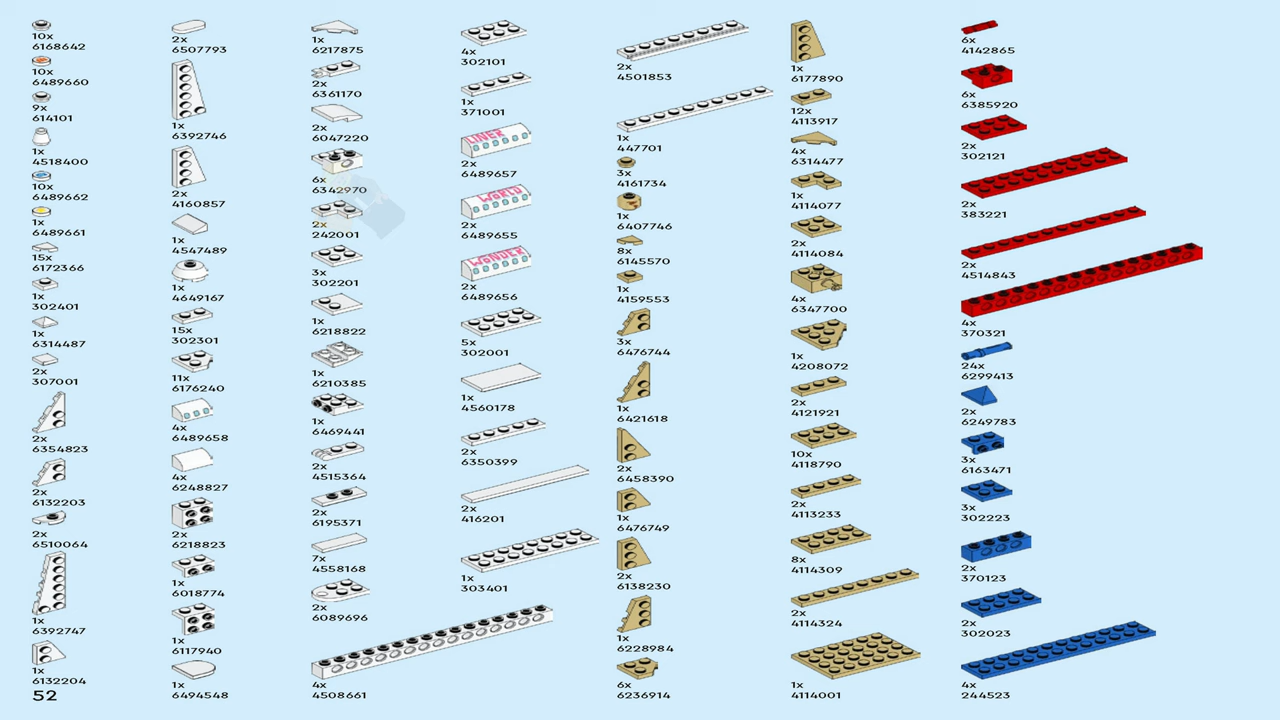 10x
6168642
10x
6489660
9x
614101
1x
4518400
10x
6489662
1x
6489661
15x
6172366
1x
302401
1x
6314487
2x
307001
2x
6354823
2x
6132203
2x
6510064
1x
6392747
1x
6132204
52
2x
6507793
1x
6392746
2x
4160857
1x
4547489
1x
4649167
15x
302301
11x
6176240
4x
6489658
4x
6248827
2x
6218823
1x
6018774
1x
6117940
1x
6494548
1x
6217875
2x
6361170
2x
6047220
6x
6342970
2x
242001
3x
302201
1x
6218822
1x
6210385
1x
6469441
2x
4515364
2x
6195371
7x
4558168
2x
6089696
4x
4508661
4x
302101
1x
371001
LINEK
2x
6489657
WORLD
2x
6489655
WONDER
2x
6489656
5x
302001
1x
4560178
2x
6350399
2x
416201
1x
303401
2x
4501853
1x
447701
3x
4161734
1x
6407746
8x
6145570
1x
4159553
3x
6476744
1x
6421618
2x
6458390
1x
6476749
2x
6138230
1x
6228984
6x
6236914
1x
6177890
12x
4113917
4x
6314477
1x
4114077
2x
4114084
4x
6347700
1x
4208072
2x
4121921
10x
4118790
2x
4113233
8x
4114309
2x
4114324
1x
4114001
6x
4142865
6x
6385920
2x
302121
2x
383221
2x
4514843
4x
370321
24x
6299413
2x
6249783
3x
6163471
3x
302223
2x
370123
2x
302023
4x
244523